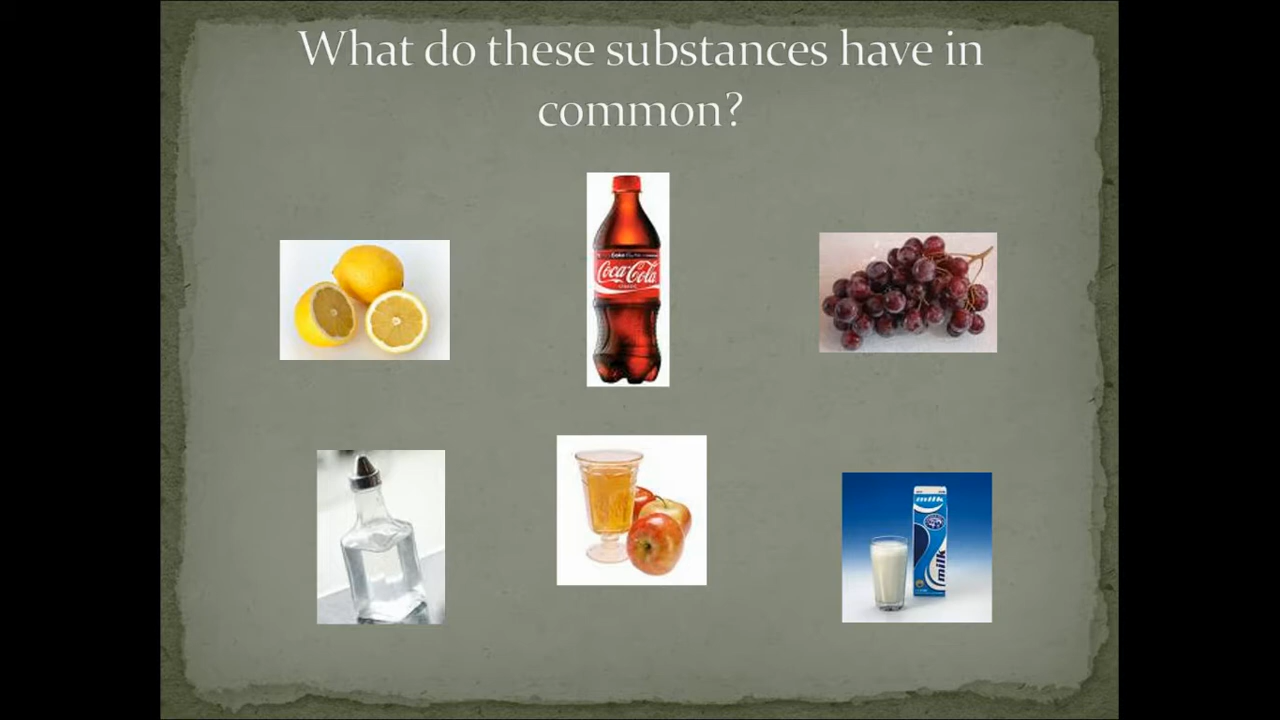 What do these substances have in
common?
Coca-Cola
milk
milk